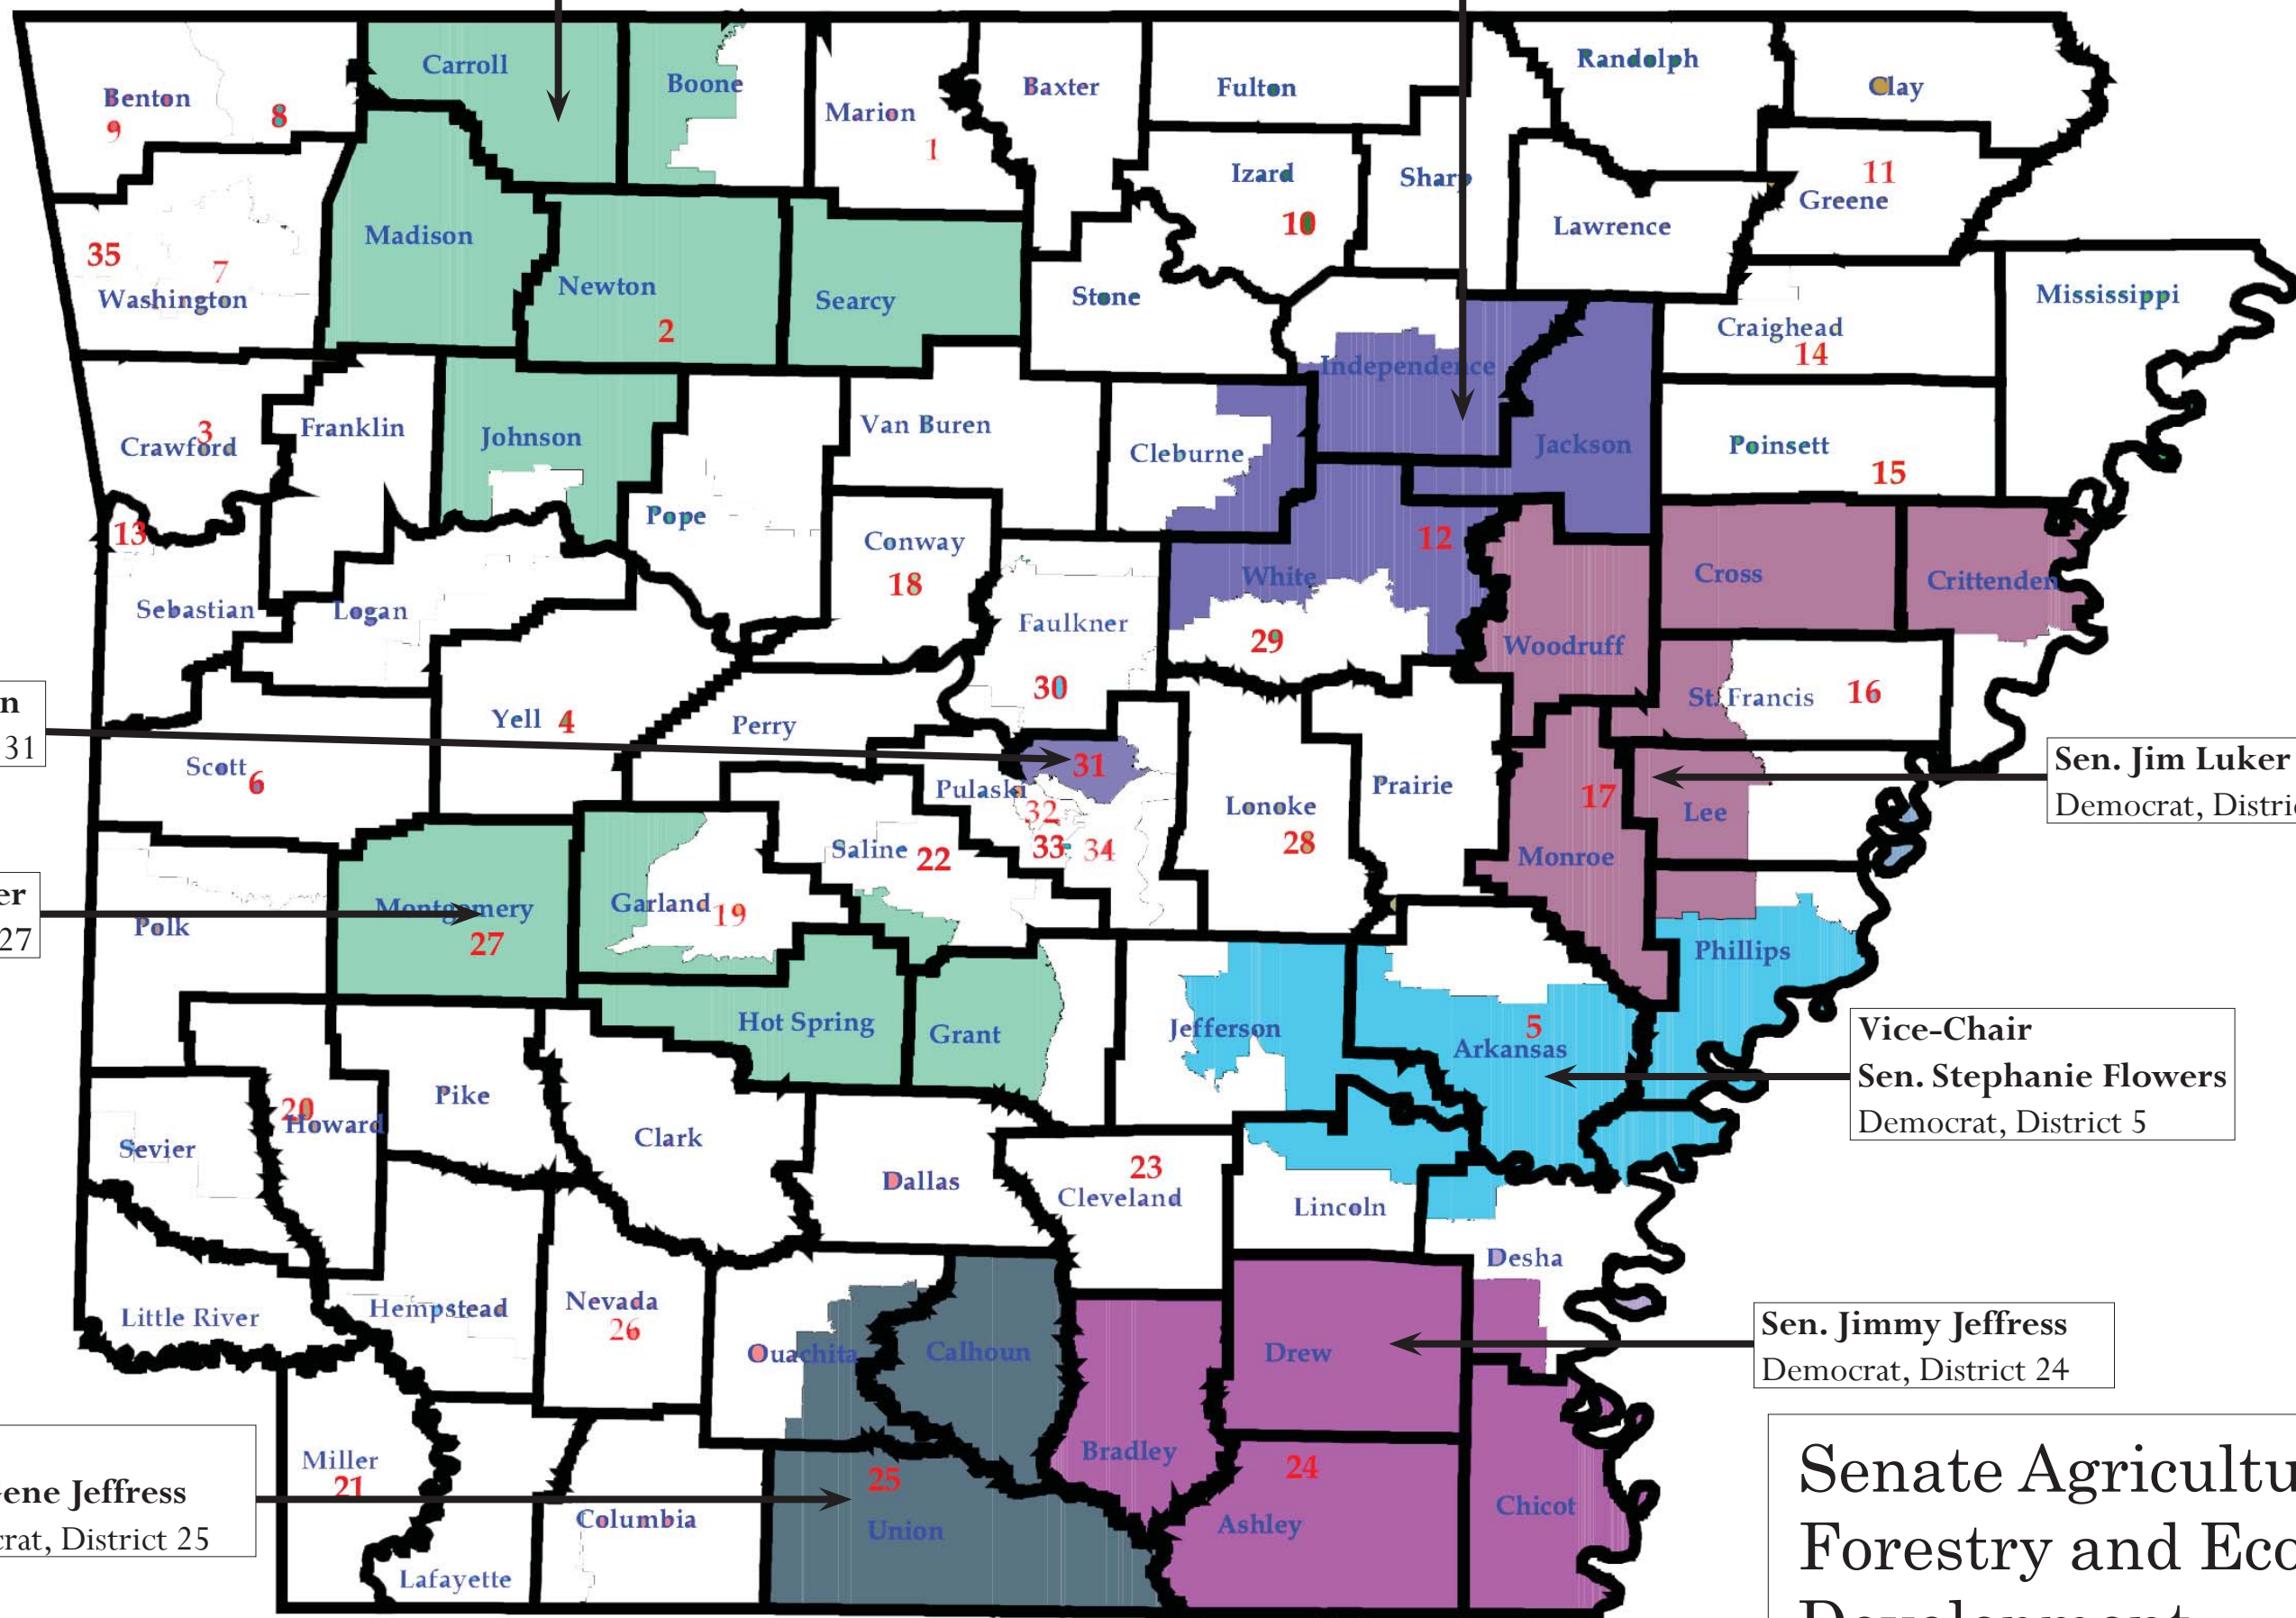 Carroll
Boone
Benton
9
8
Marion
1
Baxter
Fulton
Randolph
Clay
Izard
10
Sharp
11
Greene
Lawrence
35
7
Washington
Madison
Newton
2
Searcy
Stone
Independence
Craighead
14
Mississippi
3
Crawford
Franklin
Johnson
Van Buren
Cleburne
Jackson
Poinsett
15
13
Pope
Conway
18
12
White
Cross
Crittenden
Sebastian
Logan
Faulkner
30
29
Woodruff
St. Francis
16
n
31
Scott
6
Yell 4
Perry
31
Pulaski
32
33
34
Lonoke
28
Prairie
17
Monroe
Lee
Sen. Jim Luker
Democrat, Distri
er
27
Polk
Montgomery
27
Garland
19
Saline 22
Phillips
Hot Spring
Grant
Jefferson
5
Arkansas
Vice-Chair
Sen. Stephanie Flowers
Democrat, District 5
20
Howard
Sevier
Pike
Clark
Dallas
23
Cleveland
Lincoln
Desha
Little River
Hempstead
Nevada
26
Ouachita
Calhoun
Drew
Sen. Jimmy Jeffress
Democrat, District 24
Miller
21
ene Jeffress
crat, District 25
Columbia
Lafayette
25
Union
Bradley
24
Ashley
Chicot
Senate Agricultu
Forestry and Eco
Development